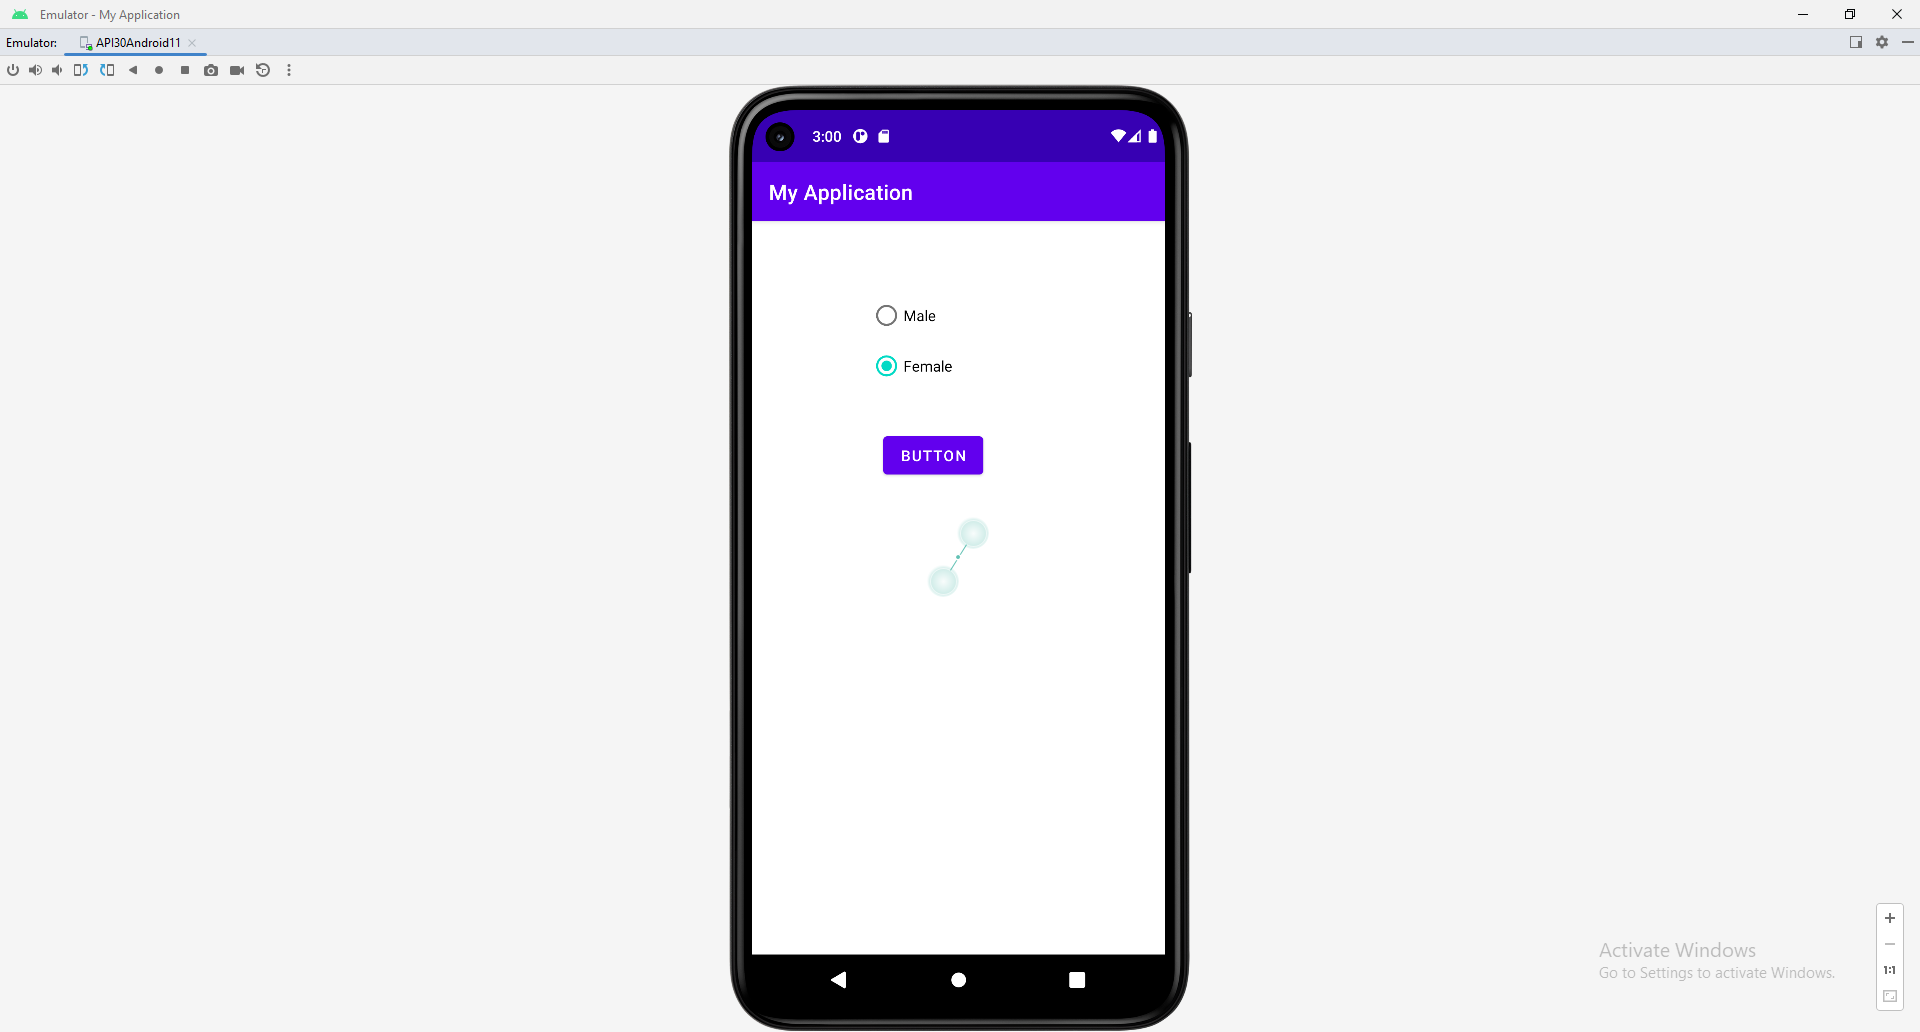 Emulator - My Application
Emulator: API30Android11
3:00
My Application
Male
Female
BUTTON
Activate Windows
Go to Settings to activate Windows.
1:1